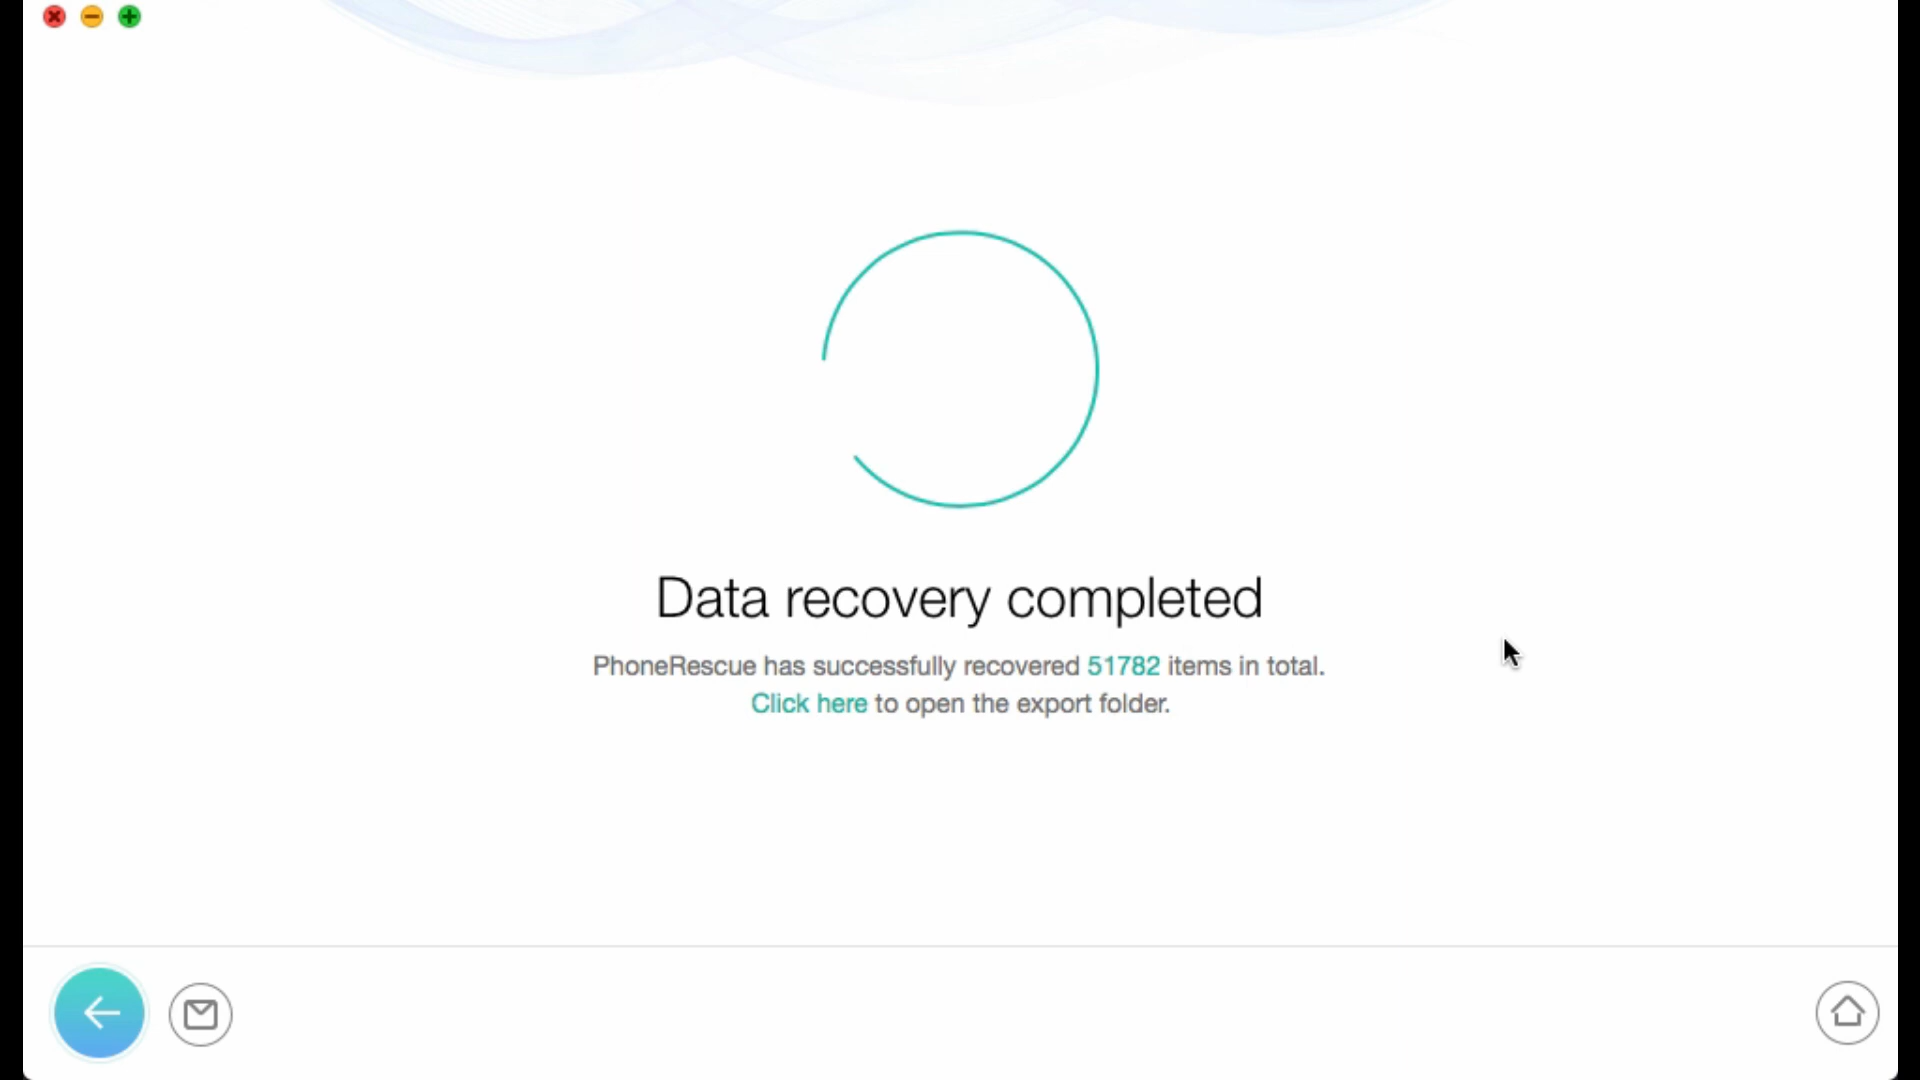 Data recovery completed
PhoneRescue has successfully recovered 51782 items in total.
Click here to open the export folder.